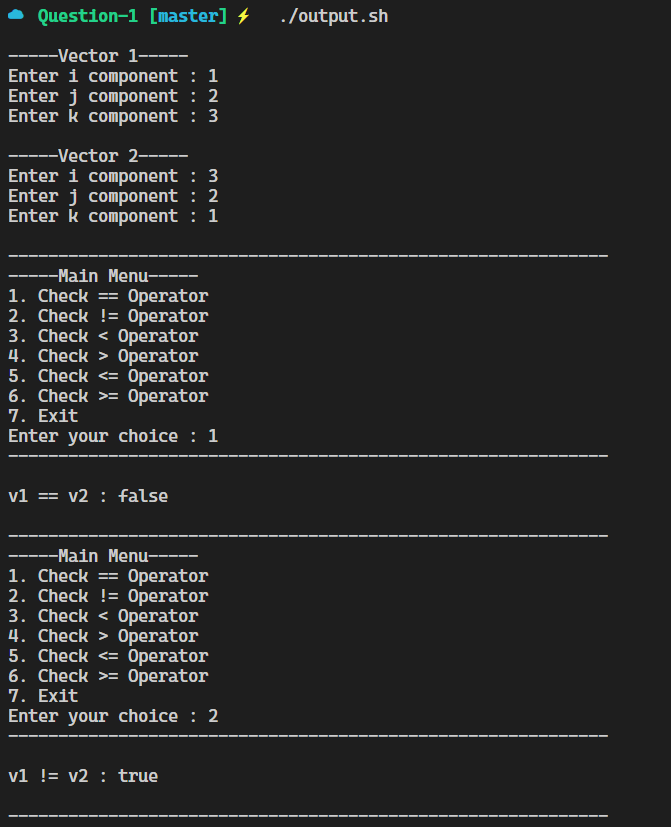 Question-1 [master] ⚡ ./output.sh
-----Vector 1-----
Enter i component : 1
Enter j component : 2
Enter k component : 3
-----Vector 2-----
Enter i component : 3
Enter j component : 2
Enter k component : 1
------------------------------------------------------------
-----Main Menu-----
1. Check == Operator
2. Check != Operator
3. Check < Operator
4. Check > Operator
5. Check <= Operator
6. Check >= Operator
7. Exit
Enter your choice : 1
------------------------------------------------------------
v1 == v2 : false
------------------------------------------------------------
-----Main Menu-----
1. Check == Operator
2. Check != Operator
3. Check < Operator
4. Check > Operator
5. Check <= Operator
6. Check >= Operator
7. Exit
Enter your choice : 2
------------------------------------------------------------
v1 != v2 : true
------------------------------------------------------------